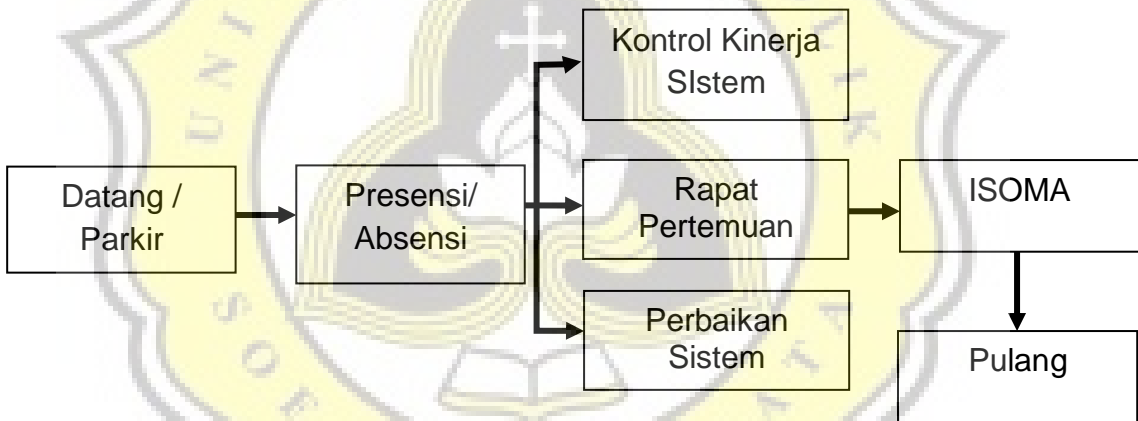 Kontrol Kinerja
SIstem
Datang /
Parkir
Presensi/
Absensi
Rapat
Pertemuan
ISOMA
Perbaikan
Sistem
Pulang